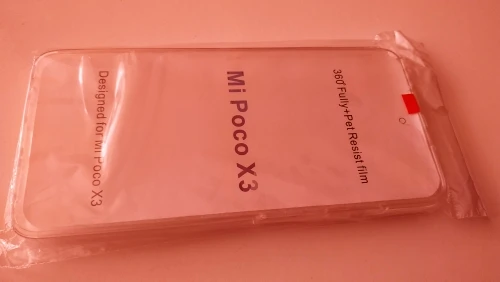 360°Fully+Pet Resist film
Mi Poco X3
Designed for Mi Poco X3